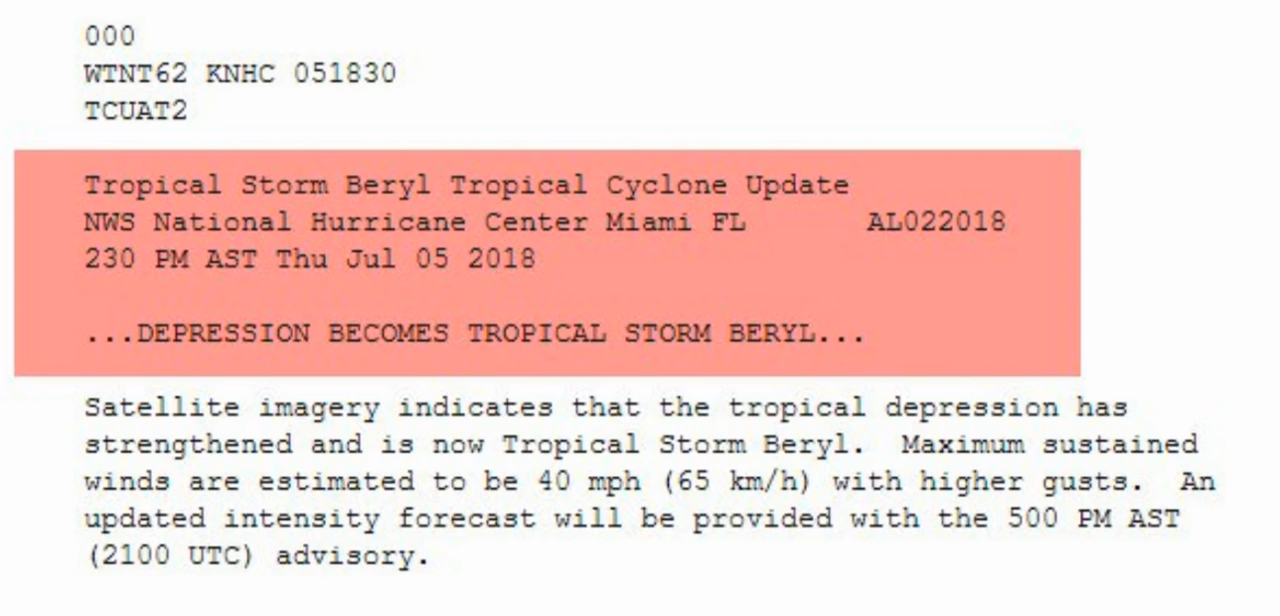 000
WTNT62 KNHC 051830
TCUAT2
Tropical Storm Beryl Tropical Cyclone Update
NWS National Hurricane Center Miami FL       AL022018
230 PM AST Thu Jul 05 2018
...DEPRESSION BECOMES TROPICAL STORM BERYL...
Satellite imagery indicates that the tropical depression has
strengthened and is now Tropical Storm Beryl.  Maximum sustained
winds are estimated to be 40 mph (65 km/h) with higher gusts.  An
updated intensity forecast will be provided with the 500 PM AST
(2100 UTC) advisory.